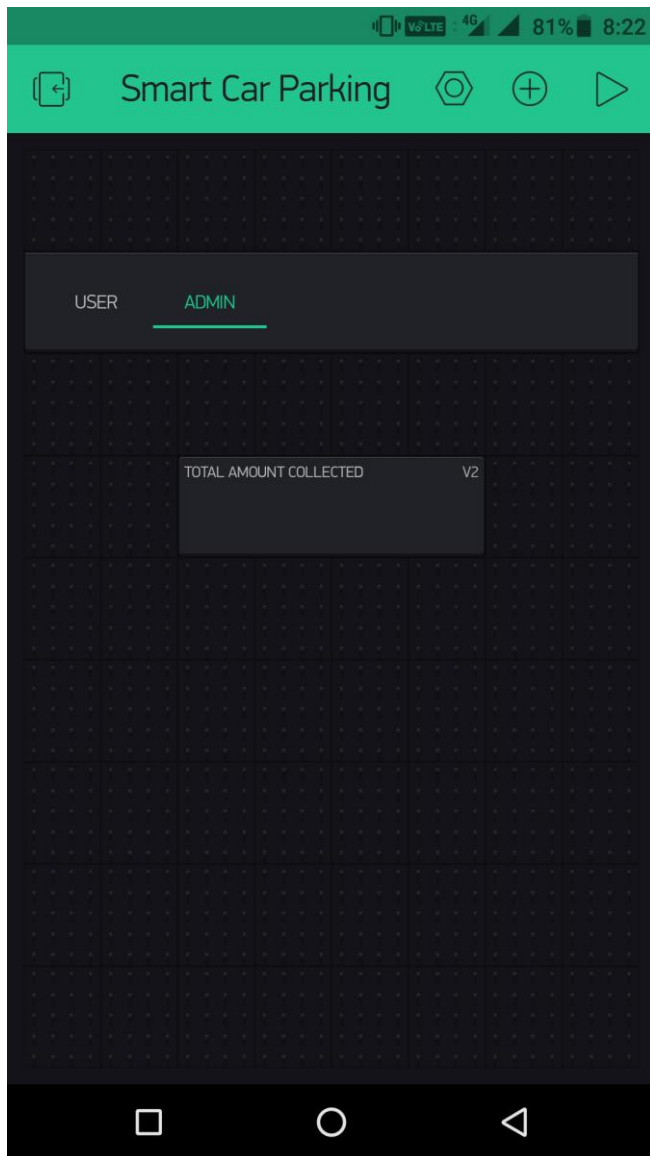 VoLTE 4G 81% 8:22
Smart Car Parking
USER ADMIN
TOTAL AMOUNT COLLECTED V2